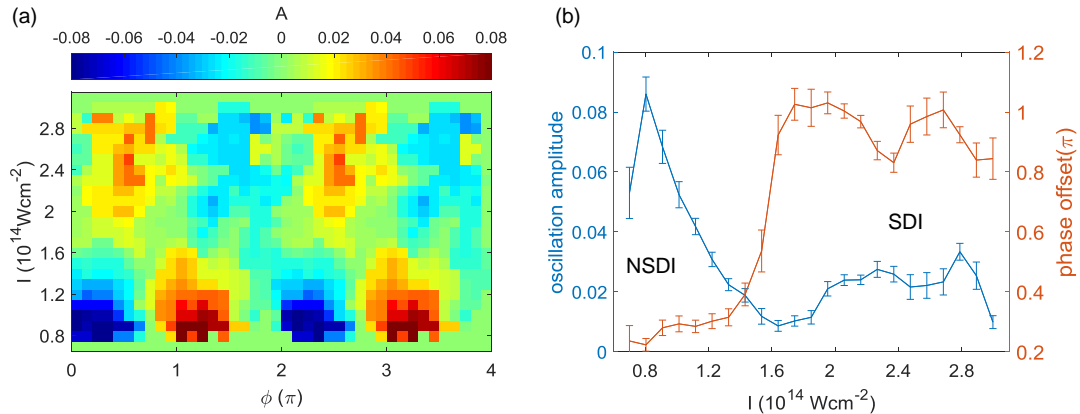 (a)
A
-0.08 -0.06 -0.04 -0.02 0 0.02 0.04 0.06 0.08
I (10¹⁴Wcm⁻²)
2.8
2.4
2
1.6
1.2
0.8
0 1 2 3 4
ϕ (π)
(b)
oscillation amplitude
0.1
0.08
0.06
0.04
0.02
0
NSDI
SDI
1.2
1
0.8
0.6
0.4
0.2
phase offset(π)
0.8 1.2 1.6 2 2.4 2.8
I (10¹⁴ Wcm⁻²)